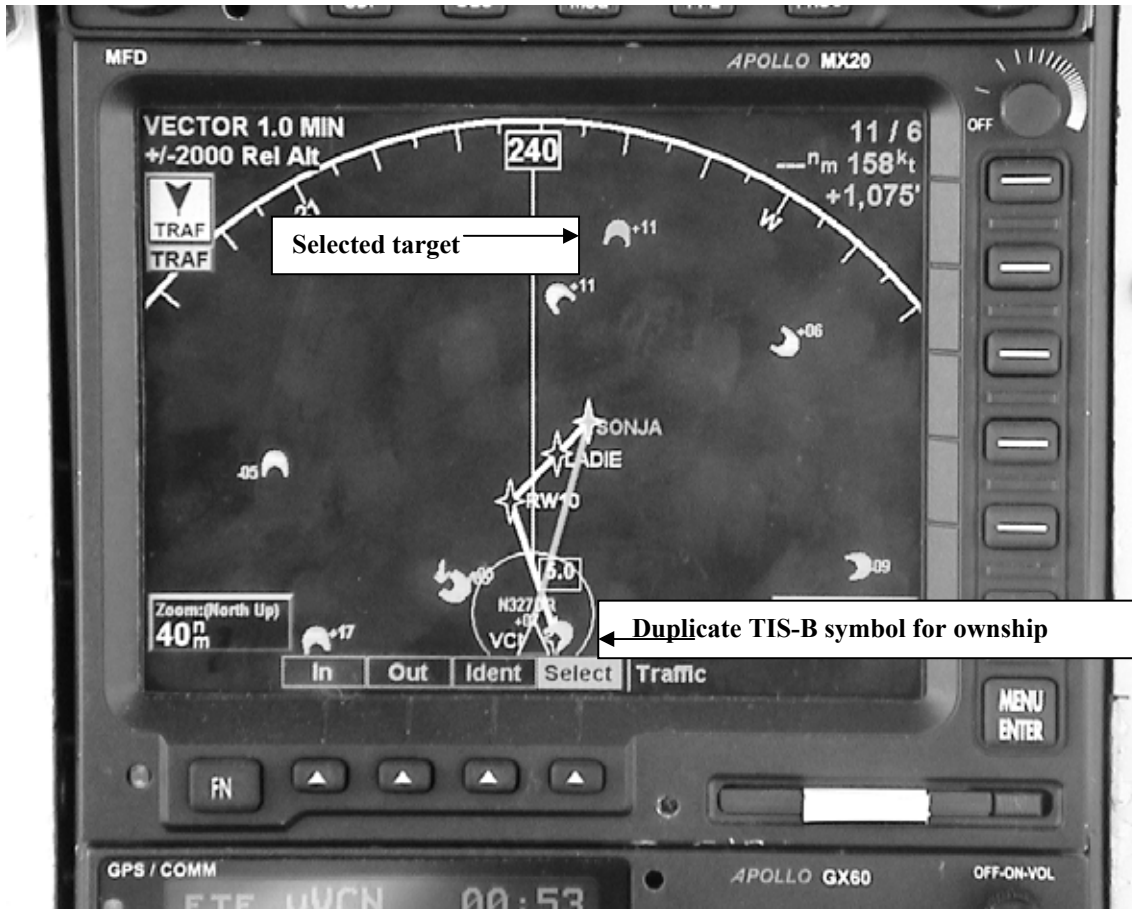 MFD
APOLLO MX20
OFF
VECTOR 1.0 MIN
+/-2000 Rel Alt
240
11 / 6
nm 158kt
+1,075'
TRAF
TRAF
W
Selected target
+11
+11
+06
SONJA
LADIE
-05
RW10
-09
5.0
Zoom:(North Up)
40nm
+17
Duplicate TIS-B symbol for ownship
In Out Ident Select Traffic
MENU
ENTER
FN
GPS / COMM
APOLLO GX60
OFF-ON-VOL
00:53